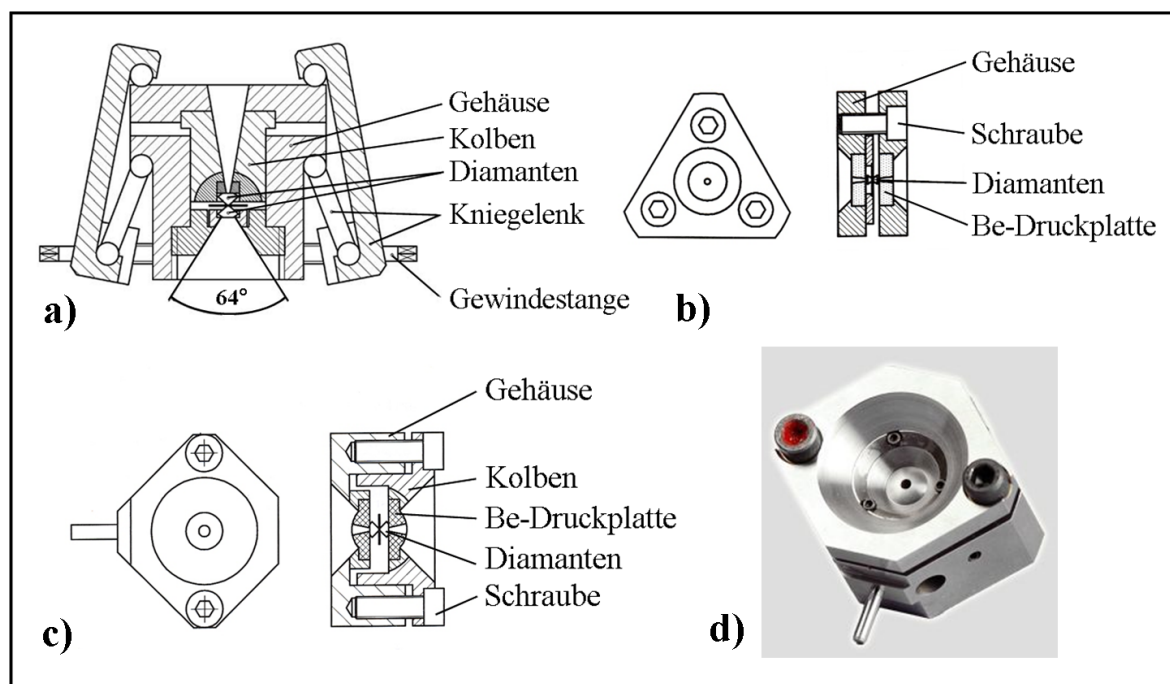 Gehäuse
Kolben
Diamanten
Kniegelenk
Gewindestange
64°
a)
Gehäuse
Schraube
Diamanten
Be-Druckplatte
b)
Gehäuse
Kolben
Be-Druckplatte
Diamanten
Schraube
c)
d)